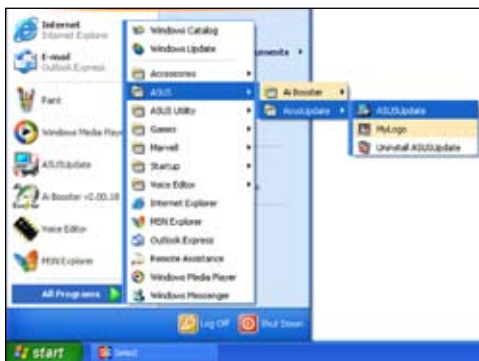 Internet
Internet Explorer
E-mail
Outlook Express
Paint
Windows Media Player
ASUSUpdate
Ai Booster v2.00.18
Voice Editor
MSN Explorer
All Programs
Windows Catalog
Windows Update
Accessories
ASUS
ASUS Utility
Games
Marvell
Startup
Voice Editor
Internet Explorer
MSN Explorer
Outlook Express
Remote Assistance
Windows Media Player
Windows Messenger
Ai Booster
AsusUpdate
ASUSUpdate
MyLogo
Uninstall ASUSUpdate
Log Off
Shut Down
start